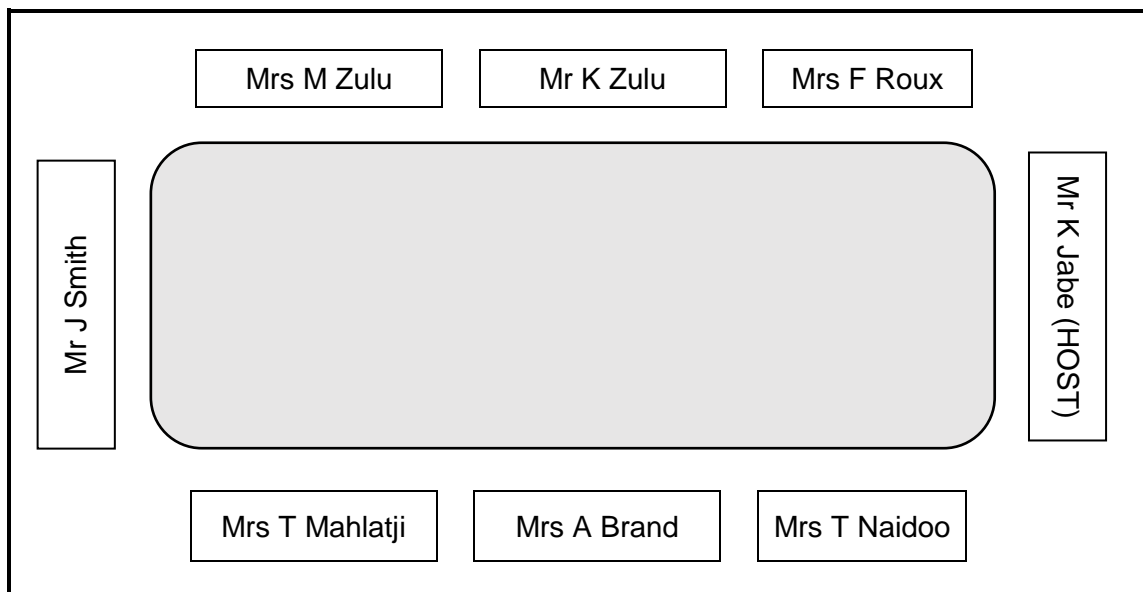 Mrs M Zulu
Mr K Zulu
Mrs F Roux
Mr J Smith
Mr K Jabe (HOST)
Mrs T Mahlatji
Mrs A Brand
Mrs T Naidoo